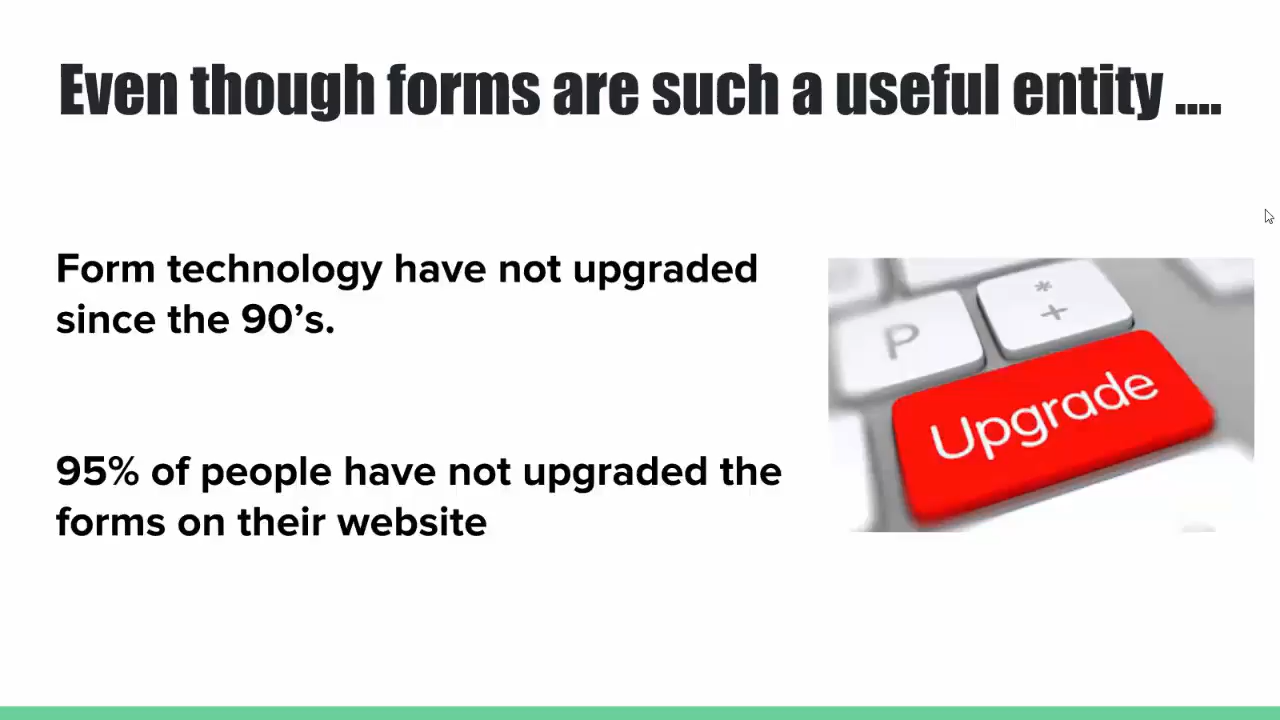 Even though forms are such a useful entity ....
Form technology have not upgraded
since the 90’s.
95% of people have not upgraded the
forms on their website
P
*
+
Upgrade